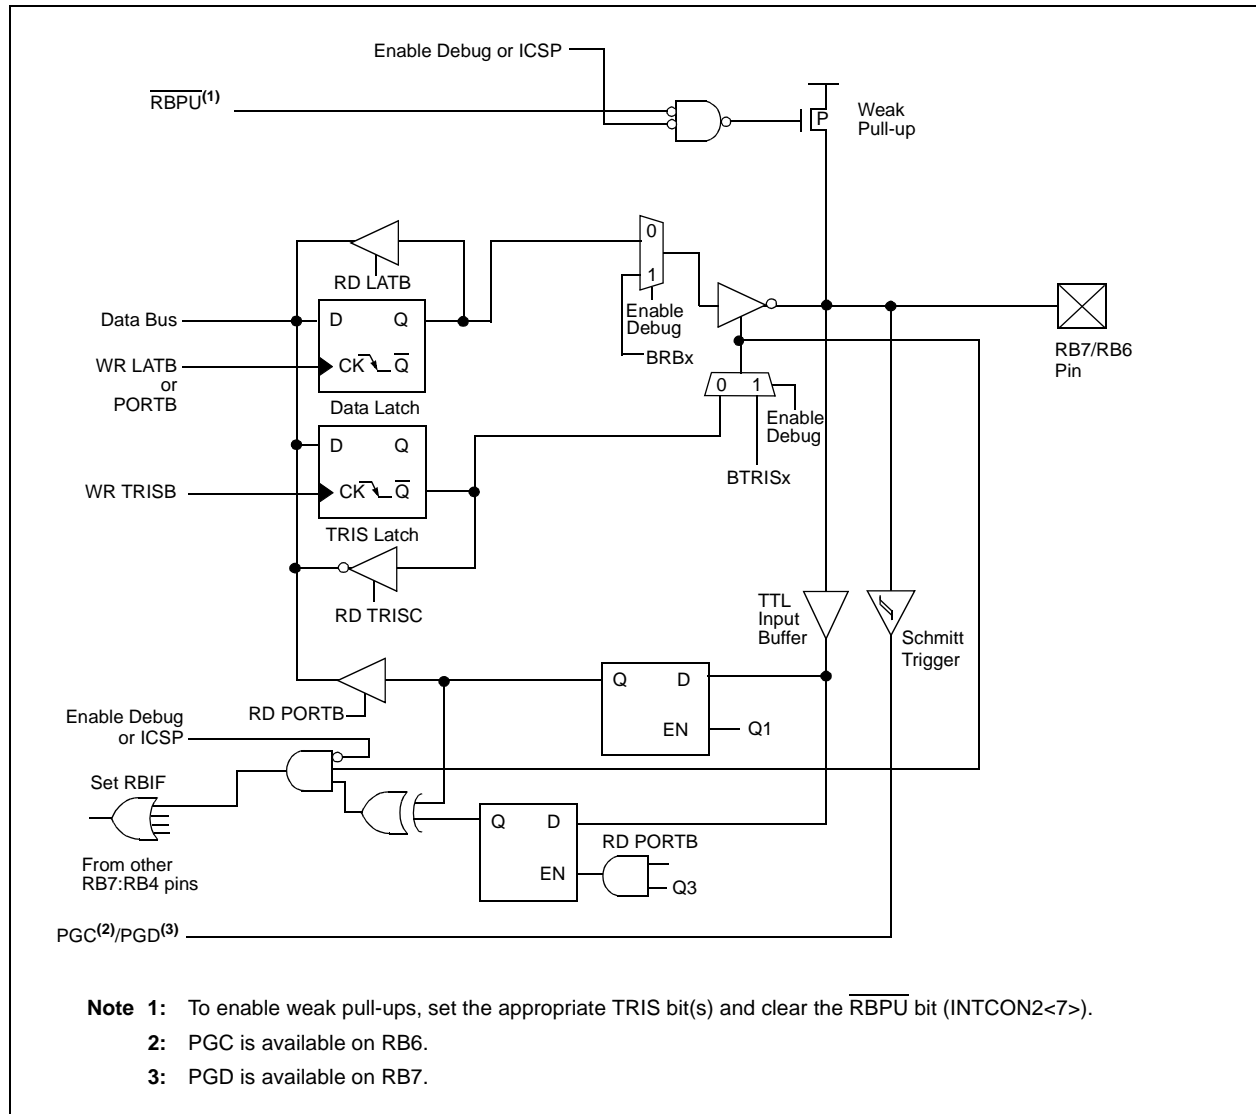 Enable Debug or ICSP
RBPU(1)
P
Weak
Pull-up
0
1
RD LATB
Enable
Debug
BRBx
Data Bus
D Q
WR LATB
or
PORTB
CK Q
Data Latch
RB7/RB6
Pin
0 1
Enable
Debug
D Q
BTRISx
WR TRISB
CK Q
TRIS Latch
RD TRISC
TTL
Input
Buffer
Schmitt
Trigger
Q D
RD PORTB
EN
Q1
Enable Debug
or ICSP
Set RBIF
Q D
RD PORTB
EN
Q3
From other
RB7:RB4 pins
PGC(2)/PGD(3)
Note 1: To enable weak pull-ups, set the appropriate TRIS bit(s) and clear the RBPU bit (INTCON2<7>).
2: PGC is available on RB6.
3: PGD is available on RB7.